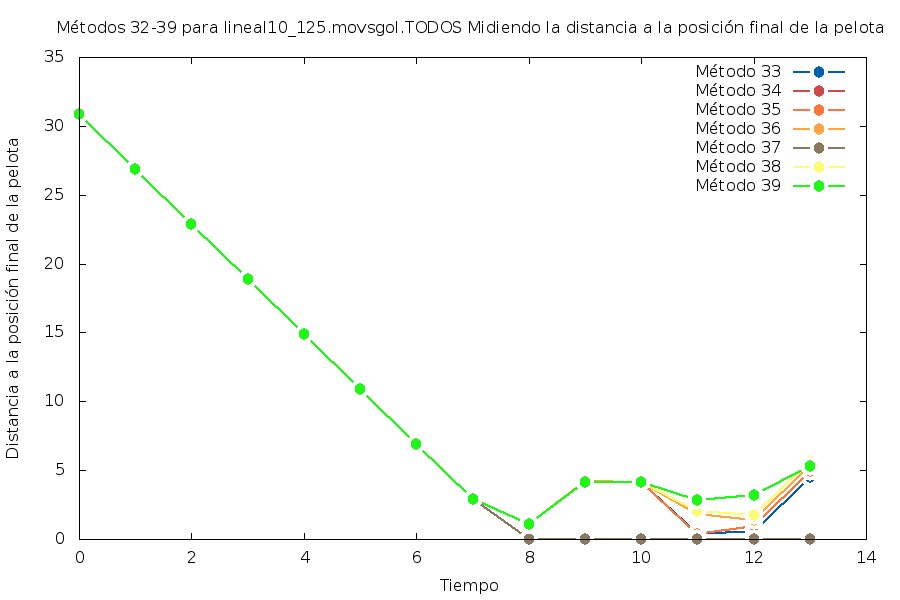 Métodos 32-39 para lineal10_125.movsgol.TODOS Midiendo la distancia a la posición final de la pelota
Distancia a la posición final de la pelota
35
30
25
20
15
10
5
0
Método 33
Método 34
Método 35
Método 36
Método 37
Método 38
Método 39
0 2 4 6 8 10 12 14
Tiempo